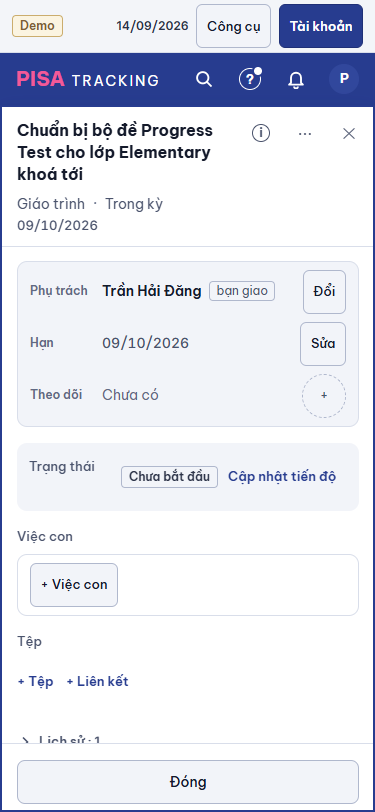 Demo
14/09/2026
Công cụ
Tài khoản
PISA TRACKING
?
P
Chuẩn bị bộ đề Progress
Test cho lớp Elementary
khoá tới
i
...
Giáo trình · Trong kỳ
09/10/2026
Phụ trách
Trần Hải Đăng
bạn giao
Đổi
Hạn
09/10/2026
Sửa
Theo dõi
Chưa có
+
Trạng thái
Chưa bắt đầu
Cập nhật tiến độ
Việc con
+ Việc con
Tệp
+ Tệp
+ Liên kết
Lịch sử · 1
Đóng